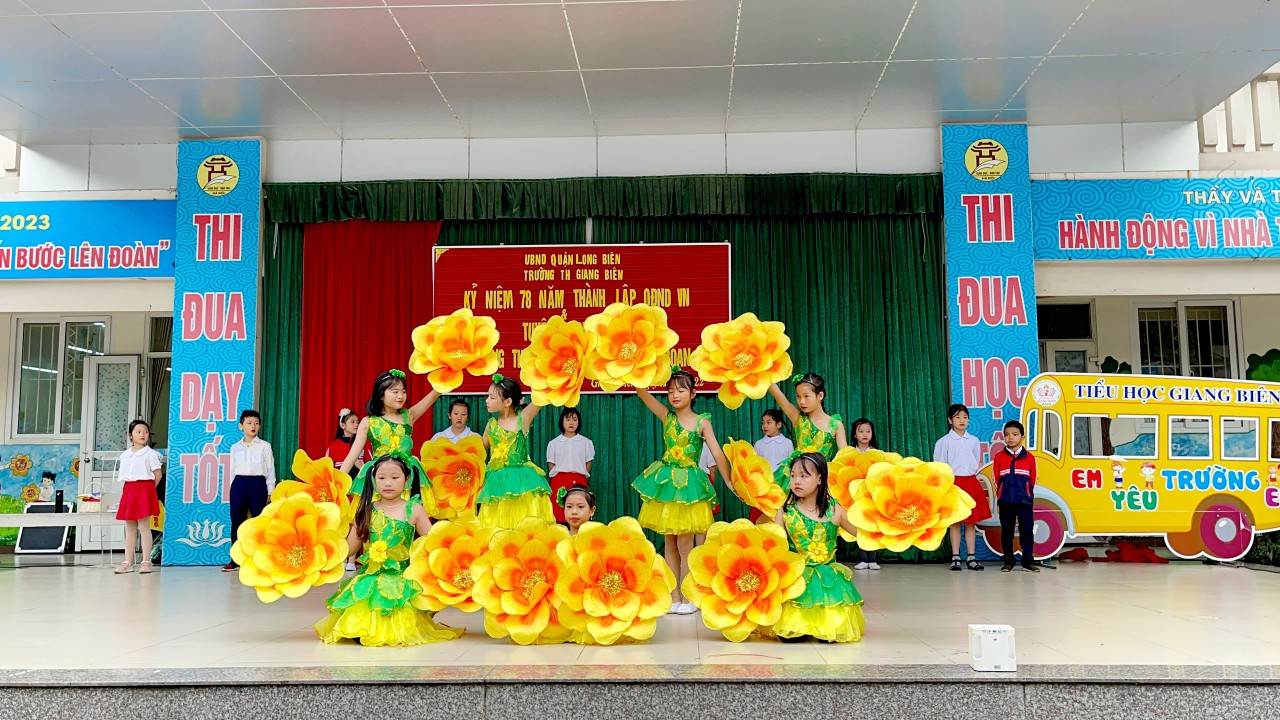 2023
BƯỚC LÊN ĐOÀN”
THI
ĐUA
DẠY
TỐT
UBND QUẬN LONG BIÊN
TRƯỜNG TH GIANG BIÊN
KỶ NIỆM 78 NĂM THÀNH LẬP QĐND VN
&
THI
ĐUA
HỌC
THẦY VÀ
HÀNH ĐỘNG VÌ NHÀ
TIỂU HỌC GIANG BIÊN
EM
YÊU
TRƯỜNG
E